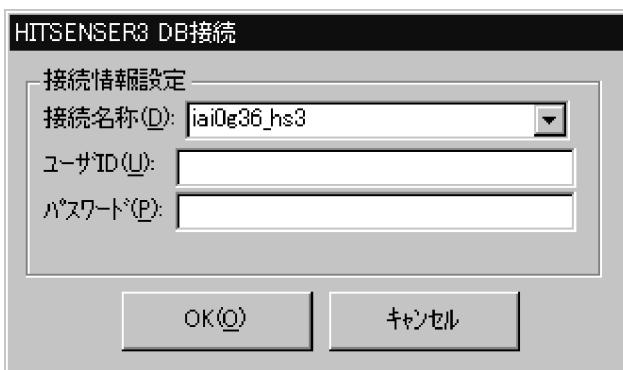 HITSENSER3 DB接続
接続情報設定
接続名称(D): iai0g36_hs3
ﾕｰｻﾞID(U):
ﾊﾟｽﾜｰﾄﾞ(P):
OK(O) ｷｬﾝｾﾙ